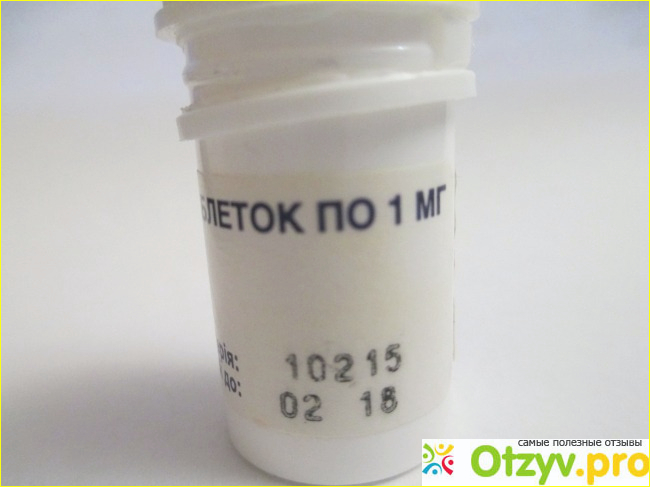 БЛЕТОК ПО 1 МГ
рія: 10215
до: 02 18
самые полезные отзывы
Otzyv.pro